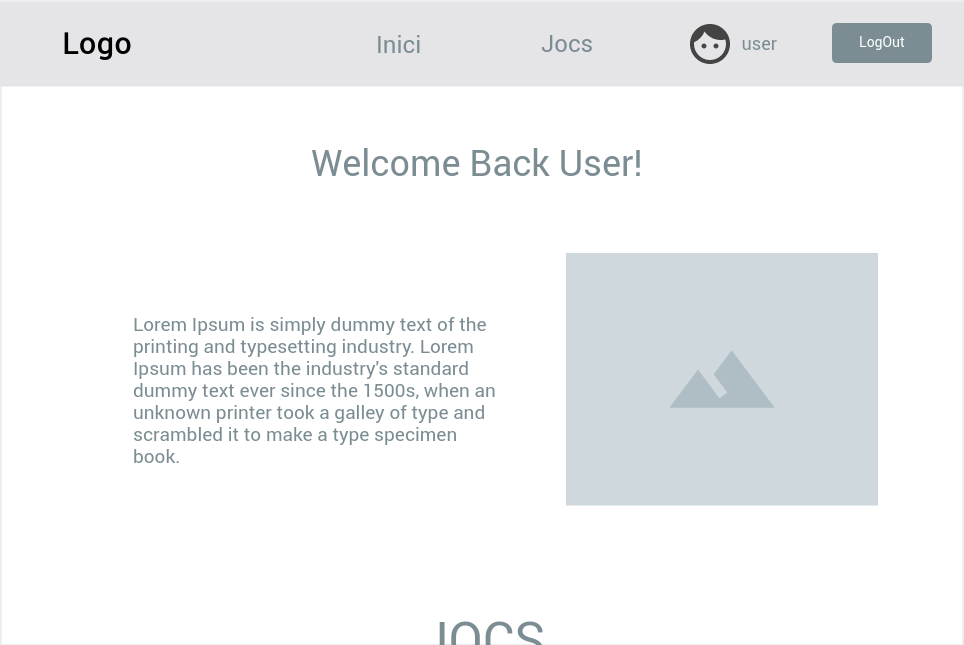 Logo
Inici
Jocs
user
LogOut
Welcome Back User!
Lorem Ipsum is simply dummy text of the
printing and typesetting industry. Lorem
Ipsum has been the industry's standard
dummy text ever since the 1500s, when an
unknown printer took a galley of type and
scrambled it to make a type specimen
book.
JOCS